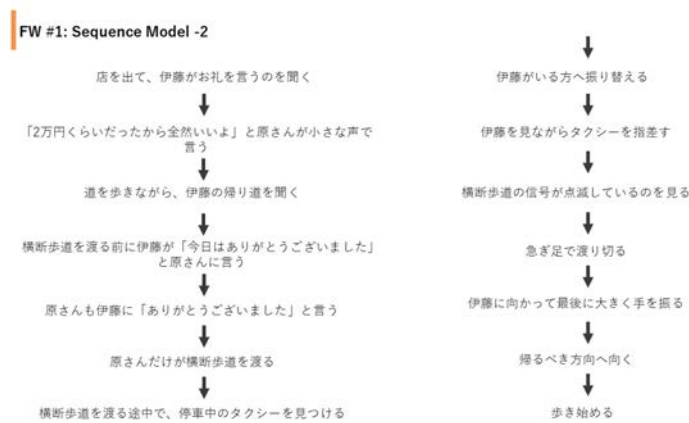 FW #1: Sequence Model -2
店を出て、伊藤がお礼を言うのを聞く
「2万円くらいだったから全然いいよ」と原さんが小さな声で
言う
道を歩きながら、伊藤の帰り道を聞く
横断歩道を渡る前に伊藤が「今日はありがとうございました」
と原さんに言う
原さんも伊藤に「ありがとうございました」と言う
原さんだけが横断歩道を渡る
横断歩道を渡る途中で、停車中のタクシーを見つける
伊藤がいる方へ振り替える
伊藤を見ながらタクシーを指差す
横断歩道の信号が点滅しているのを見る
急ぎ足で渡り切る
伊藤に向かって最後に大きく手を振る
帰るべき方向へ向く
歩き始める